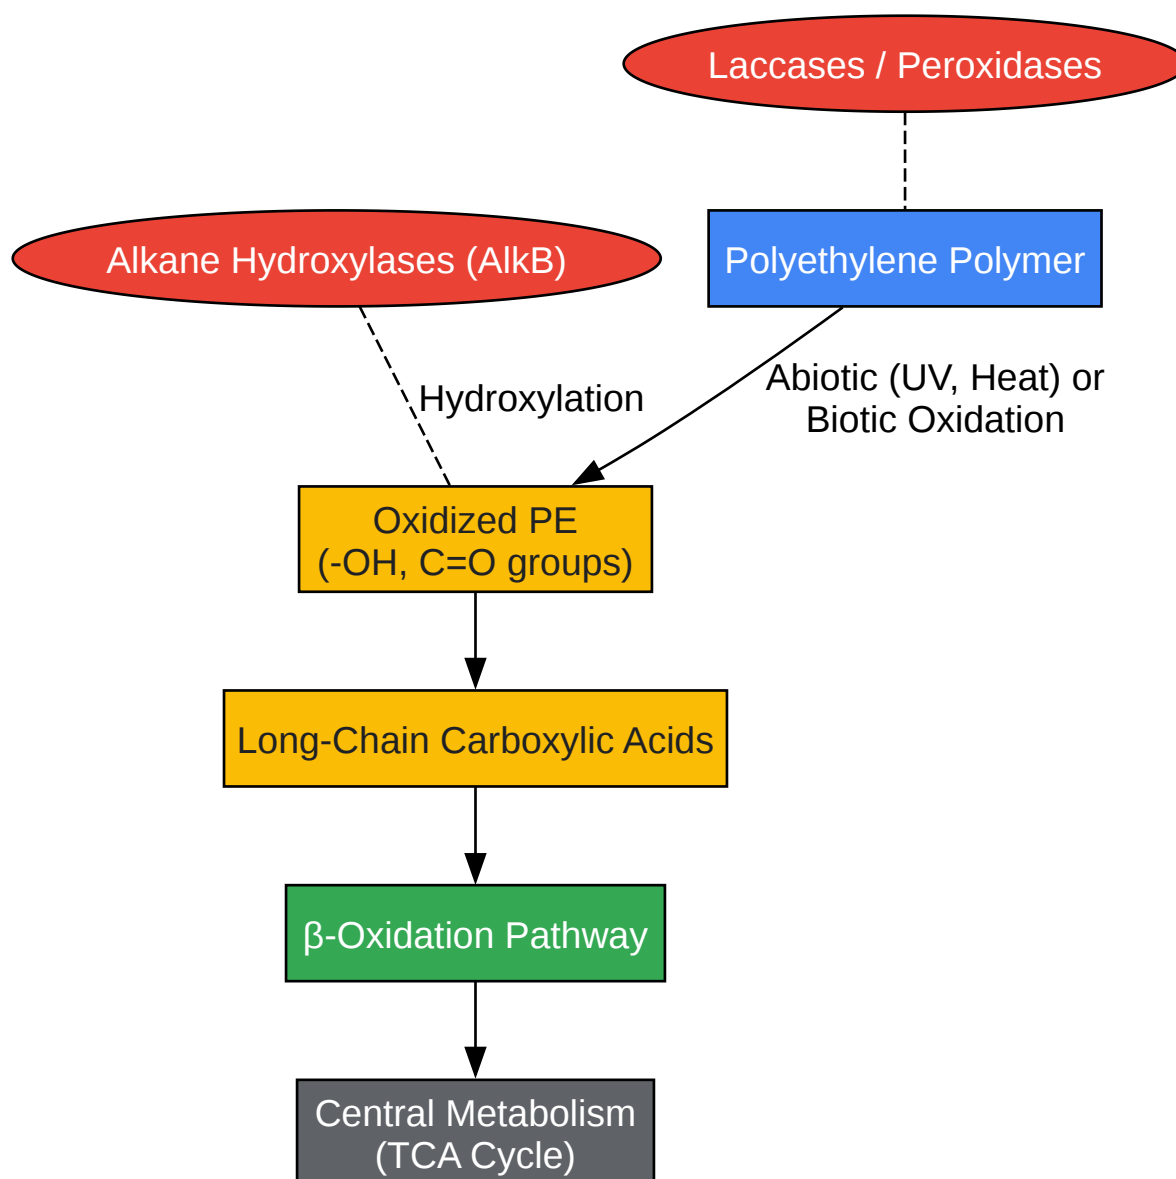 Laccases / Peroxidases
Alkane Hydroxylases (AlkB)
Polyethylene Polymer
Hydroxylation
Abiotic (UV, Heat) or
Biotic Oxidation
Oxidized PE
(-OH, C=O groups)
Long-Chain Carboxylic Acids
β-Oxidation Pathway
Central Metabolism
(TCA Cycle)